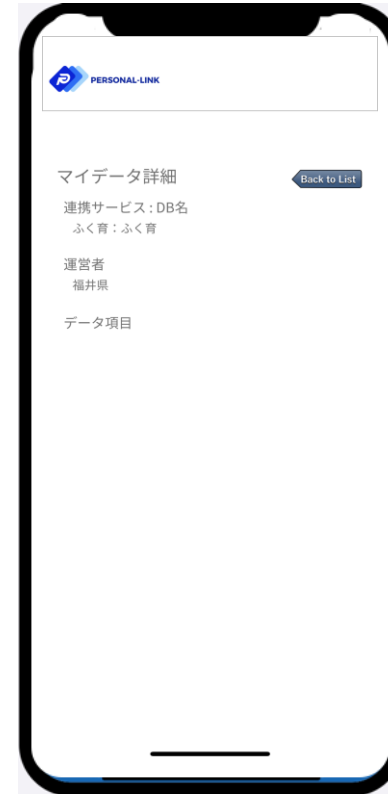 PERSONAL-LINK
マイデータ詳細
Back to List
連携サービス : DB名
ふく育：ふく育
運営者
福井県
データ項目